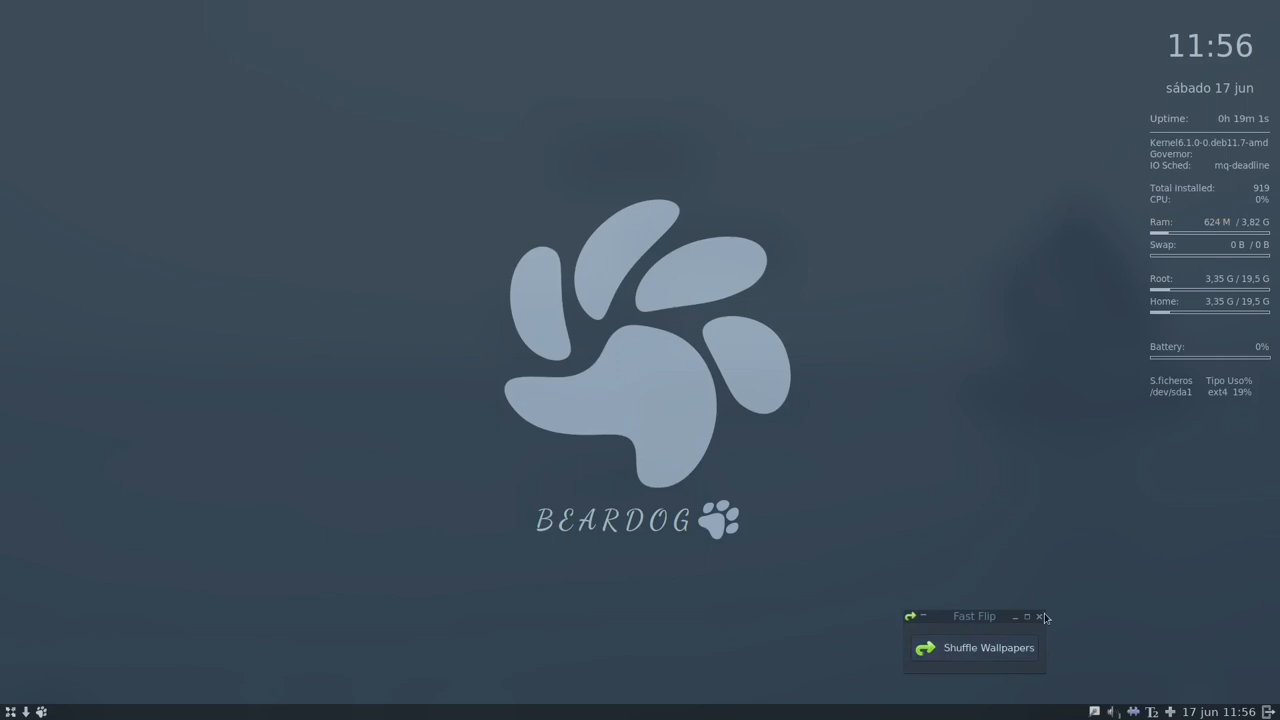 11:56
sábado 17 jun
Uptime: 0h 19m 1s
Kernel6.1.0-0.deb11.7-amd
Governor:
IO Sched: mq-deadline
Total Installed: 919
CPU: 0%
Ram: 624 M / 3,82 G
Swap: 0 B / 0 B
Root: 3,35 G / 19,5 G
Home: 3,35 G / 19,5 G
Battery: 0%
S.ficheros Tipo Uso%
/dev/sda1 ext4 19%
BEARDOG
Fast Flip
Shuffle Wallpapers
T2 17 jun 11:56